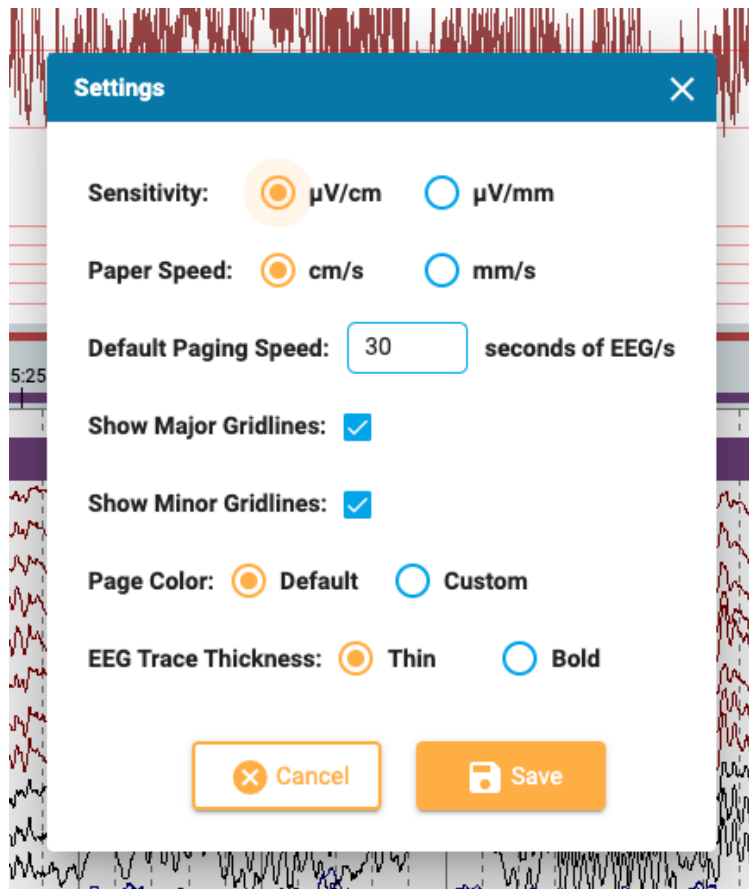 Settings
Sensitivity: µV/cm µV/mm
Paper Speed: cm/s mm/s
5:25
Default Paging Speed: 30 seconds of EEG/s
Show Major Gridlines:
Show Minor Gridlines:
Page Color: Default Custom
EEG Trace Thickness: Thin Bold
Cancel Save